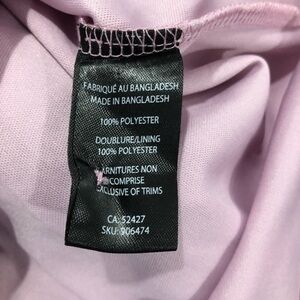 FABRIQUÉ AU BANGLADESH
MADE IN BANGLADESH
100% POLYESTER
DOUBLURE/LINING
100% POLYESTER
ARNITURES NON
COMPRISE
XCLUSIVE OF TRIMS
CA: 52427
SKU: 906474